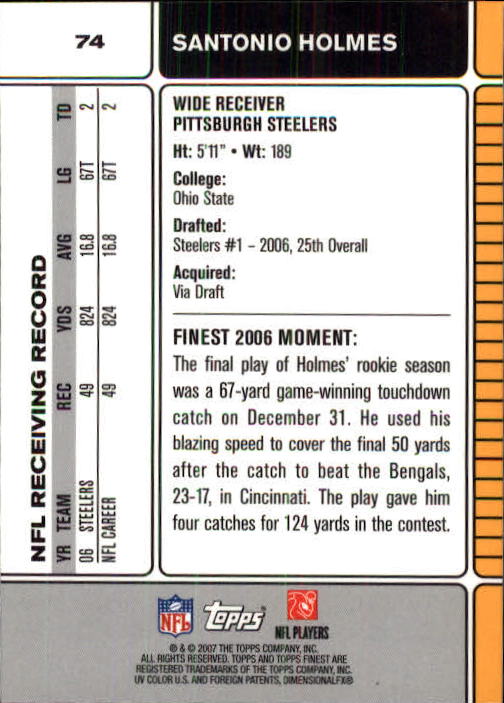 74
SANTONIO HOLMES
WIDE RECEIVER
PITTSBURGH STEELERS
Ht: 5'11" • Wt: 189
College:
Ohio State
Drafted:
Steelers #1 – 2006, 25th Overall
Acquired:
Via Draft
FINEST 2006 MOMENT:
The final play of Holmes' rookie season
was a 67-yard game-winning touchdown
catch on December 31. He used his
blazing speed to cover the final 50 yards
after the catch to beat the Bengals,
23-17, in Cincinnati. The play gave him
four catches for 124 yards in the contest.
NFL RECEIVING RECORD
YR TEAM REC YDS AVG LG TD
06 STEELERS 49 824 16.8 67T 2
NFL CAREER 49 824 16.8 67T 2
NFL
Topps
NFL PLAYERS
® & © 2007 THE TOPPS COMPANY, INC.
ALL RIGHTS RESERVED. TOPPS AND TOPPS FINEST ARE
REGISTERED TRADEMARKS OF THE TOPPS COMPANY, INC.
UV COLOR U.S. AND FOREIGN PATENTS, DIMENSIONALFX®